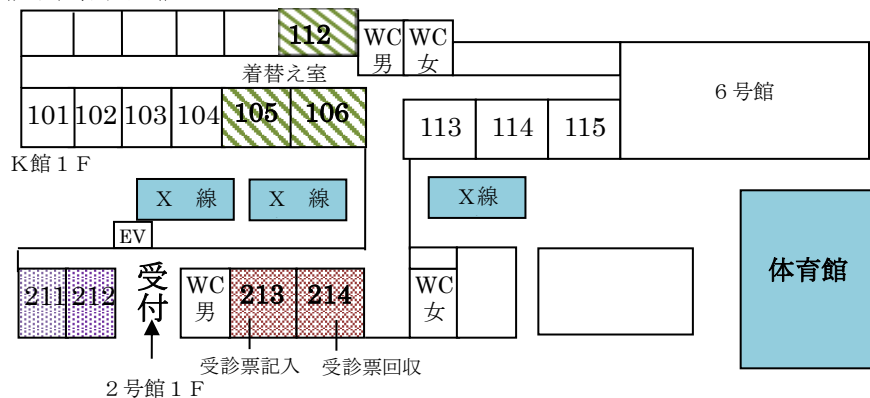 112
WC
男
WC
女
着替え室
6号館
101 102 103 104 105 106
113 114 115
K館1F
X 線
X 線
X線
EV
体育館
211 212
受付
WC
男
213 214
WC
女
受診票記入
受診票回収
2号館1F